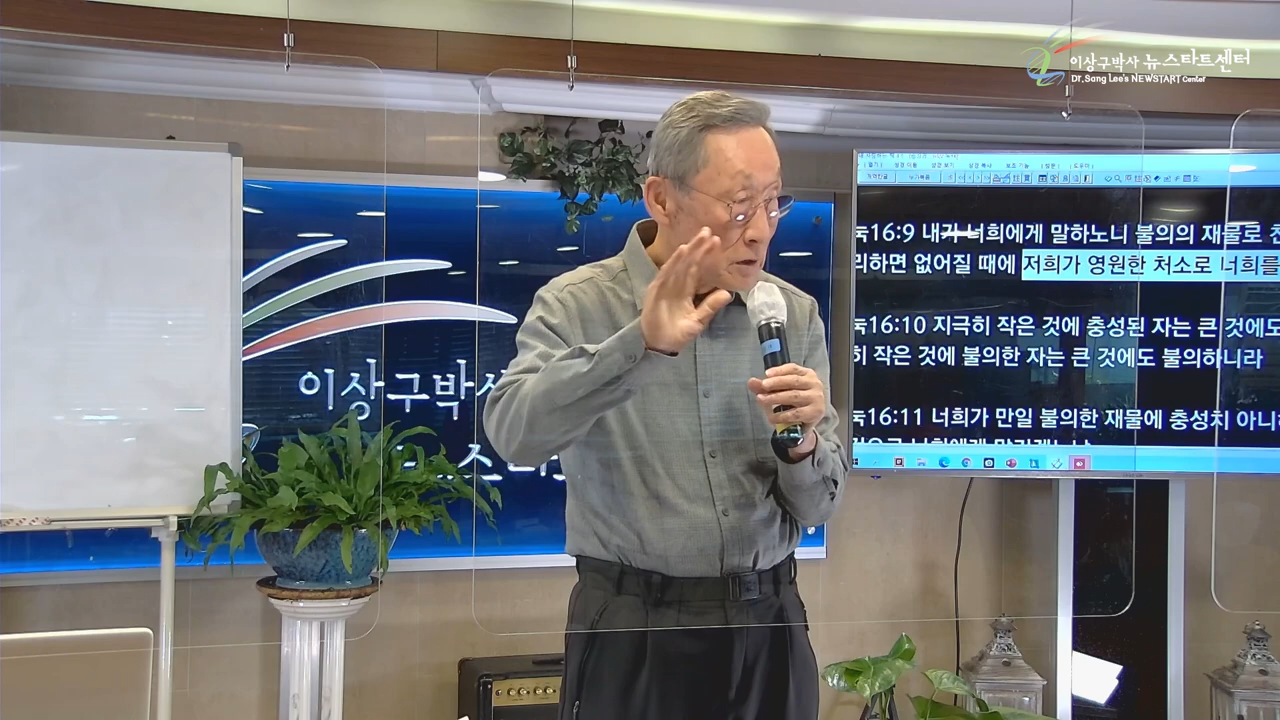 이상구박사 뉴스타트센터
Dr.Sang Lee's NEWSTART Center
눅16:9 내가 너희에게 말하노니 불의의 재물로 친
리하면 없어질 때에 저희가 영원한 처소로 너희를
눅16:10 지극히 작은 것에 충성된 자는 큰 것에도
히 작은 것에 불의한 자는 큰 것에도 불의하니라
눅16:11 너희가 만일 불의한 재물에 충성치 아니하
이상구박사